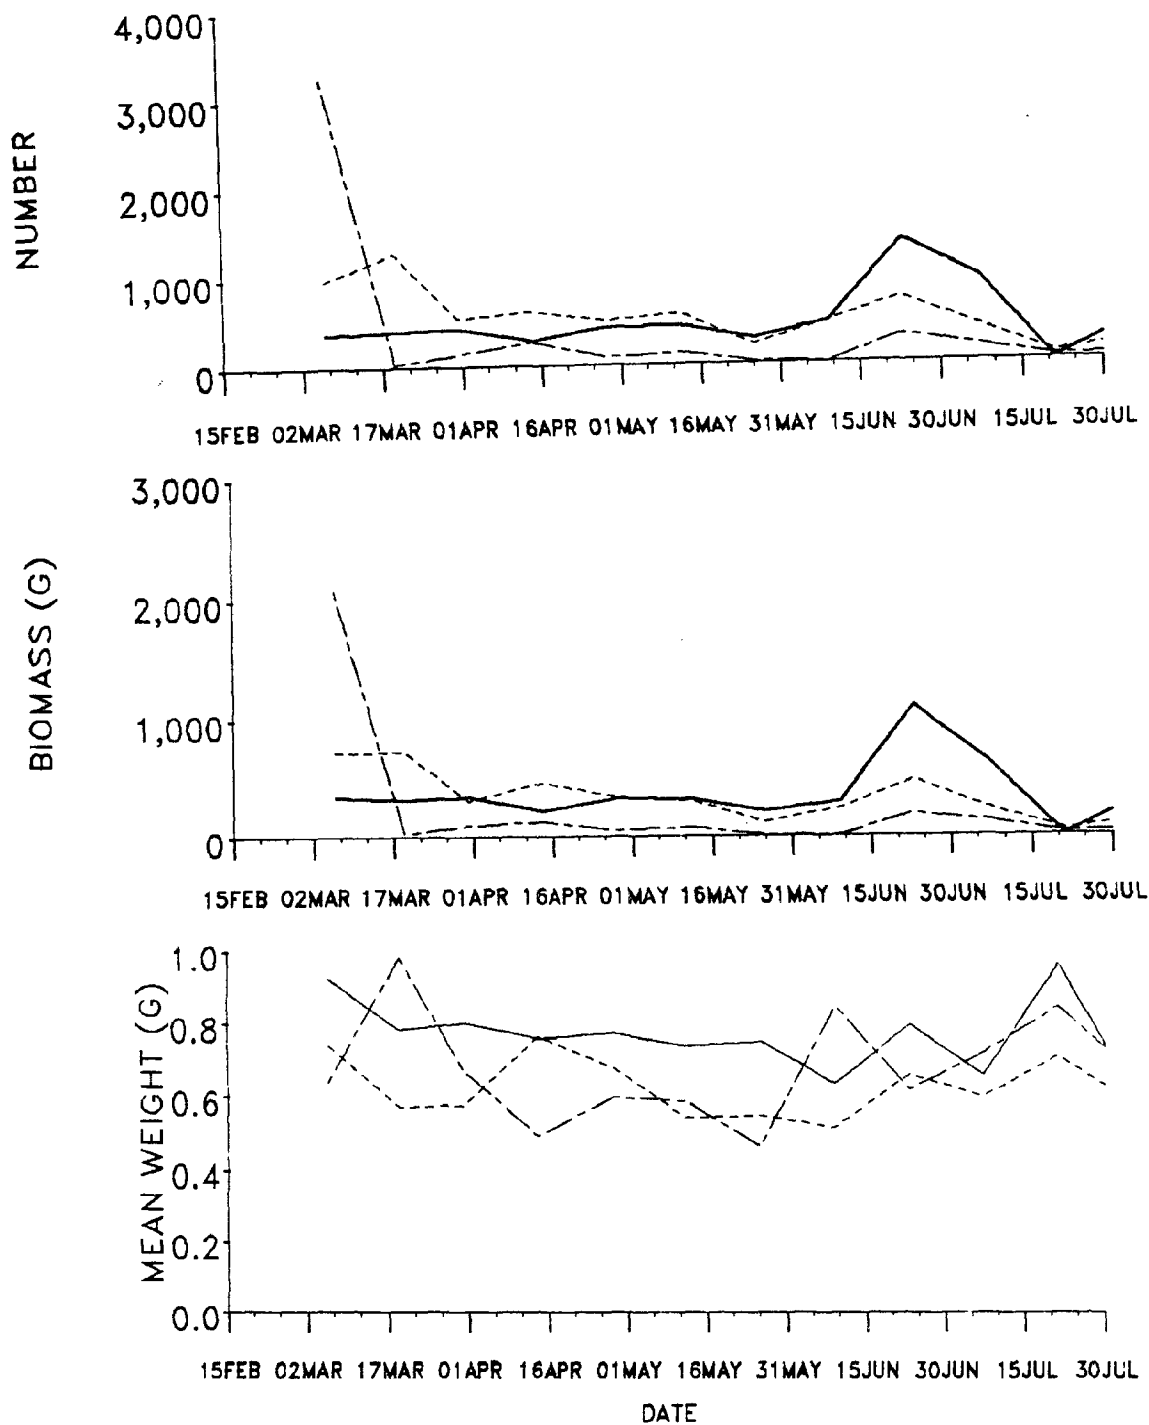 NUMBER
4,000
3,000
2,000
1,000
0
15FEB 02MAR 17MAR 01APR 16APR 01MAY 16MAY 31MAY 15JUN 30JUN 15JUL 30JUL
BIOMASS (G)
3,000
2,000
1,000
0
15FEB 02MAR 17MAR 01APR 16APR 01MAY 16MAY 31MAY 15JUN 30JUN 15JUL 30JUL
MEAN WEIGHT (G)
1.0
0.8
0.6
0.4
0.2
0.0
15FEB 02MAR 17MAR 01APR 16APR 01MAY 16MAY 31MAY 15JUN 30JUN 15JUL 30JUL
DATE